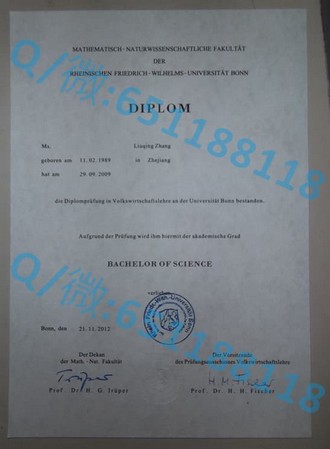 MATHEMATISCH-NATURWISSENSCHAFTLICHE FAKULTÄT
DER
RHEINISCHEN FRIEDRICH-WILHELMS-UNIVERSITÄT BONN
DIPLOM
Ma Liuqing Zhang
geboren am 11.02.1989 in Zhejiang
hat am 29.09.2009
die Diplomprüfung in Volkswirtschaftslehre an der Universität Bonn bestanden.
Aufgrund der Prüfung wird ihm hiermit der akademische Grad
BACHELOR OF SCIENCE
verliehen
Bonn, den 21.11.2012
Der Dekan
der Math.-Nat. Fakultät
Der Vorsitzende
des Prüfungsausschusses Volkswirtschaftslehre
Prof. Dr. H. G. Trüper
Prof. Dr. H. H. Fischer
Q/微:651188118
Q/微:651188118